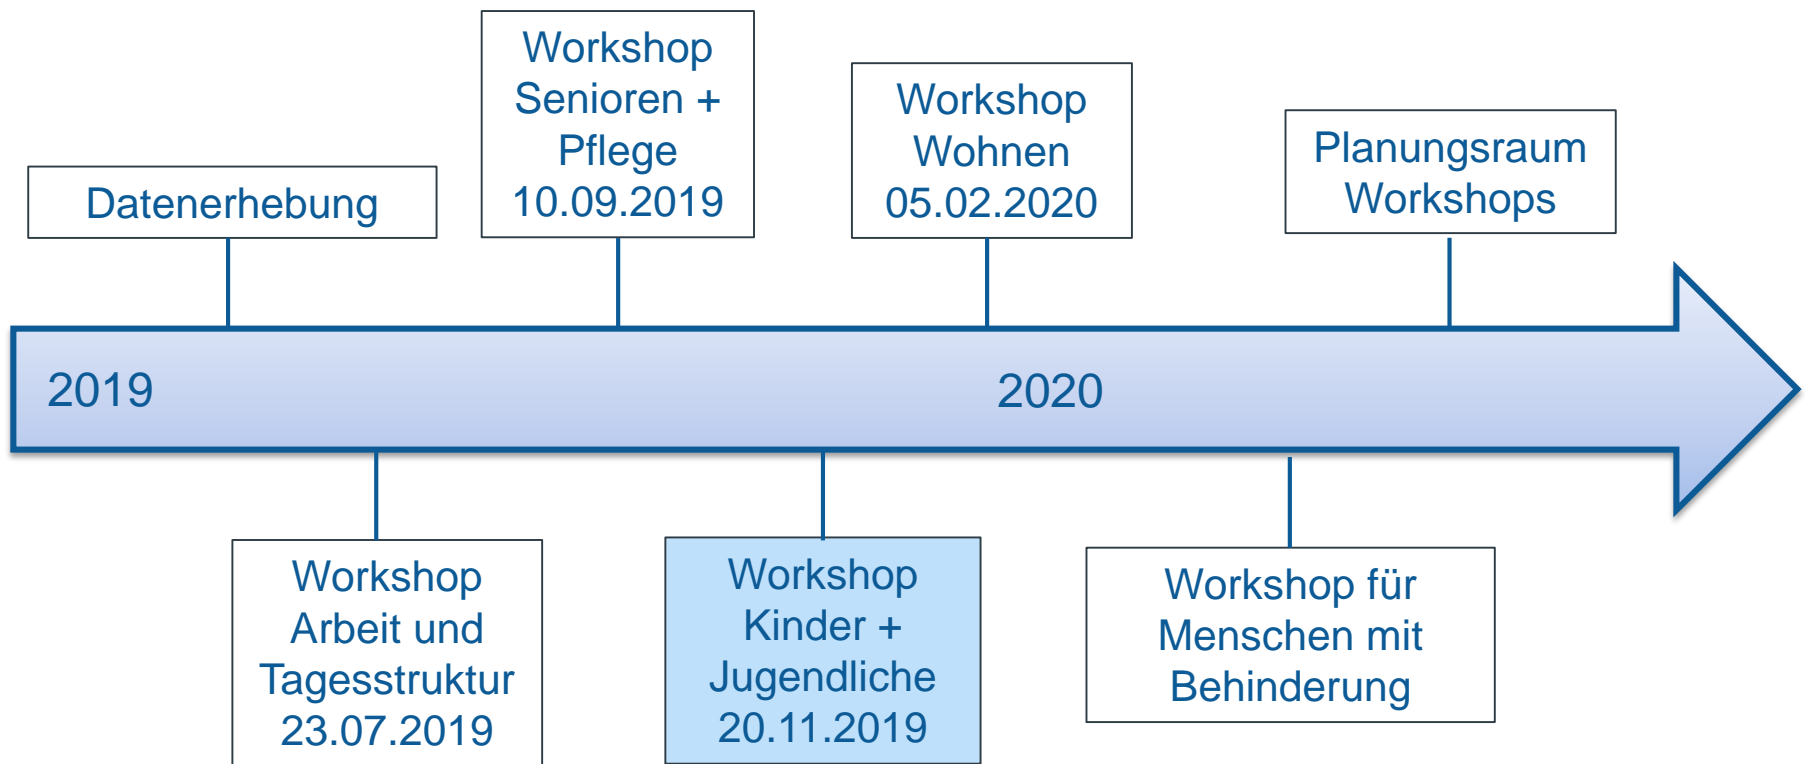 Workshop
Senioren +
Pflege
10.09.2019
Workshop
Wohnen
05.02.2020
Planungsraum
Workshops
Datenerhebung
2019
2020
Workshop
Arbeit und
Tagesstruktur
23.07.2019
Workshop
Kinder +
Jugendliche
20.11.2019
Workshop für
Menschen mit
Behinderung